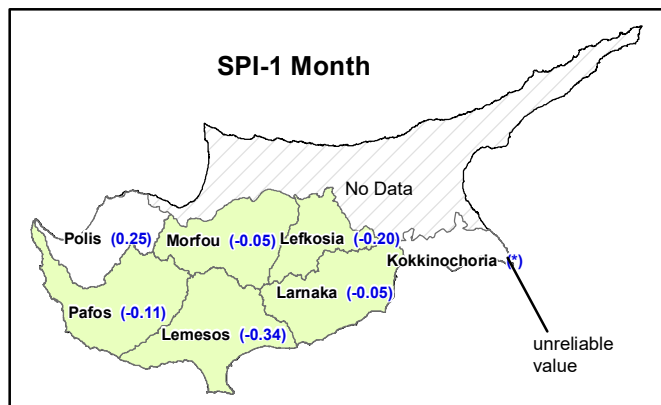 SPI-1 Month
No Data
Polis (0.25)
Morfou (-0.05)
Lefkosia (-0.20)
Kokkinochoria (*)
Pafos (-0.11)
Larnaka (-0.05)
Lemesos (-0.34)
unreliable
value